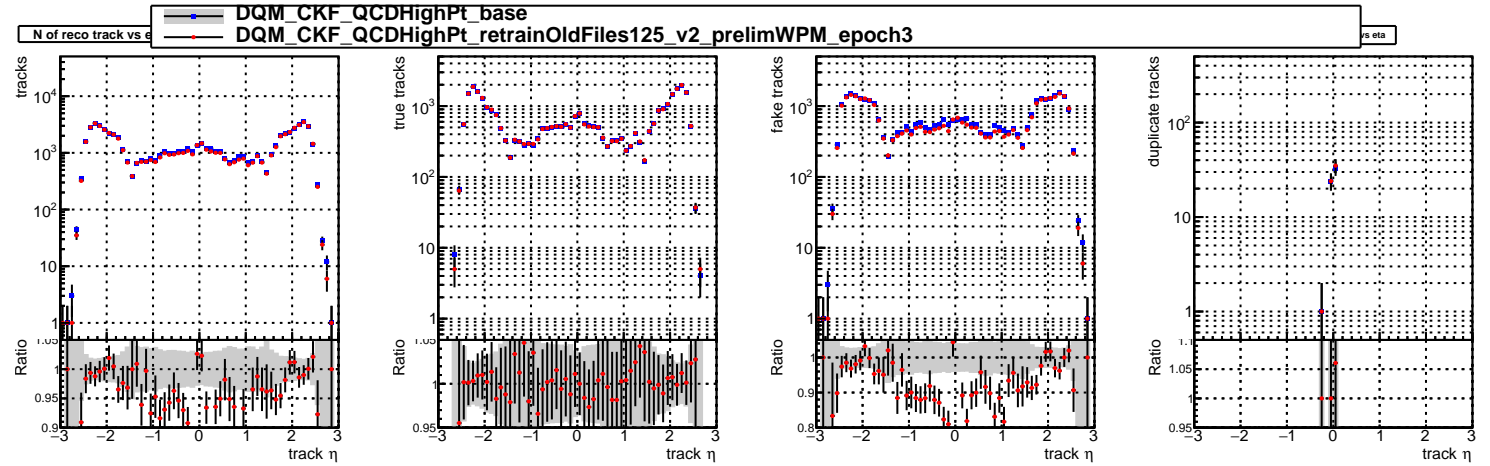 DQM_CKF_QCDHighPt_base
DQM_CKF_QCDHighPt_retrainOldFiles125_v2_prelimWPM_epoch3
N of reco track vs e
vs eta
tracks
10⁴
10³
10²
10
1
Ratio
1.05
1
0.95
0.9
−3 −2 −1 0 1 2 3
track η
true tracks
10³
10²
10
1
Ratio
1.05
1
0.95
−3 −2 −1 0 1 2 3
track η
fake tracks
10³
10²
10
1
Ratio
1
0.9
0.8
−3 −2 −1 0 1 2 3
track η
duplicate tracks
10²
10
1
Ratio
1.1
1.05
1
0.95
−3 −2 −1 0 1 2 3
track η